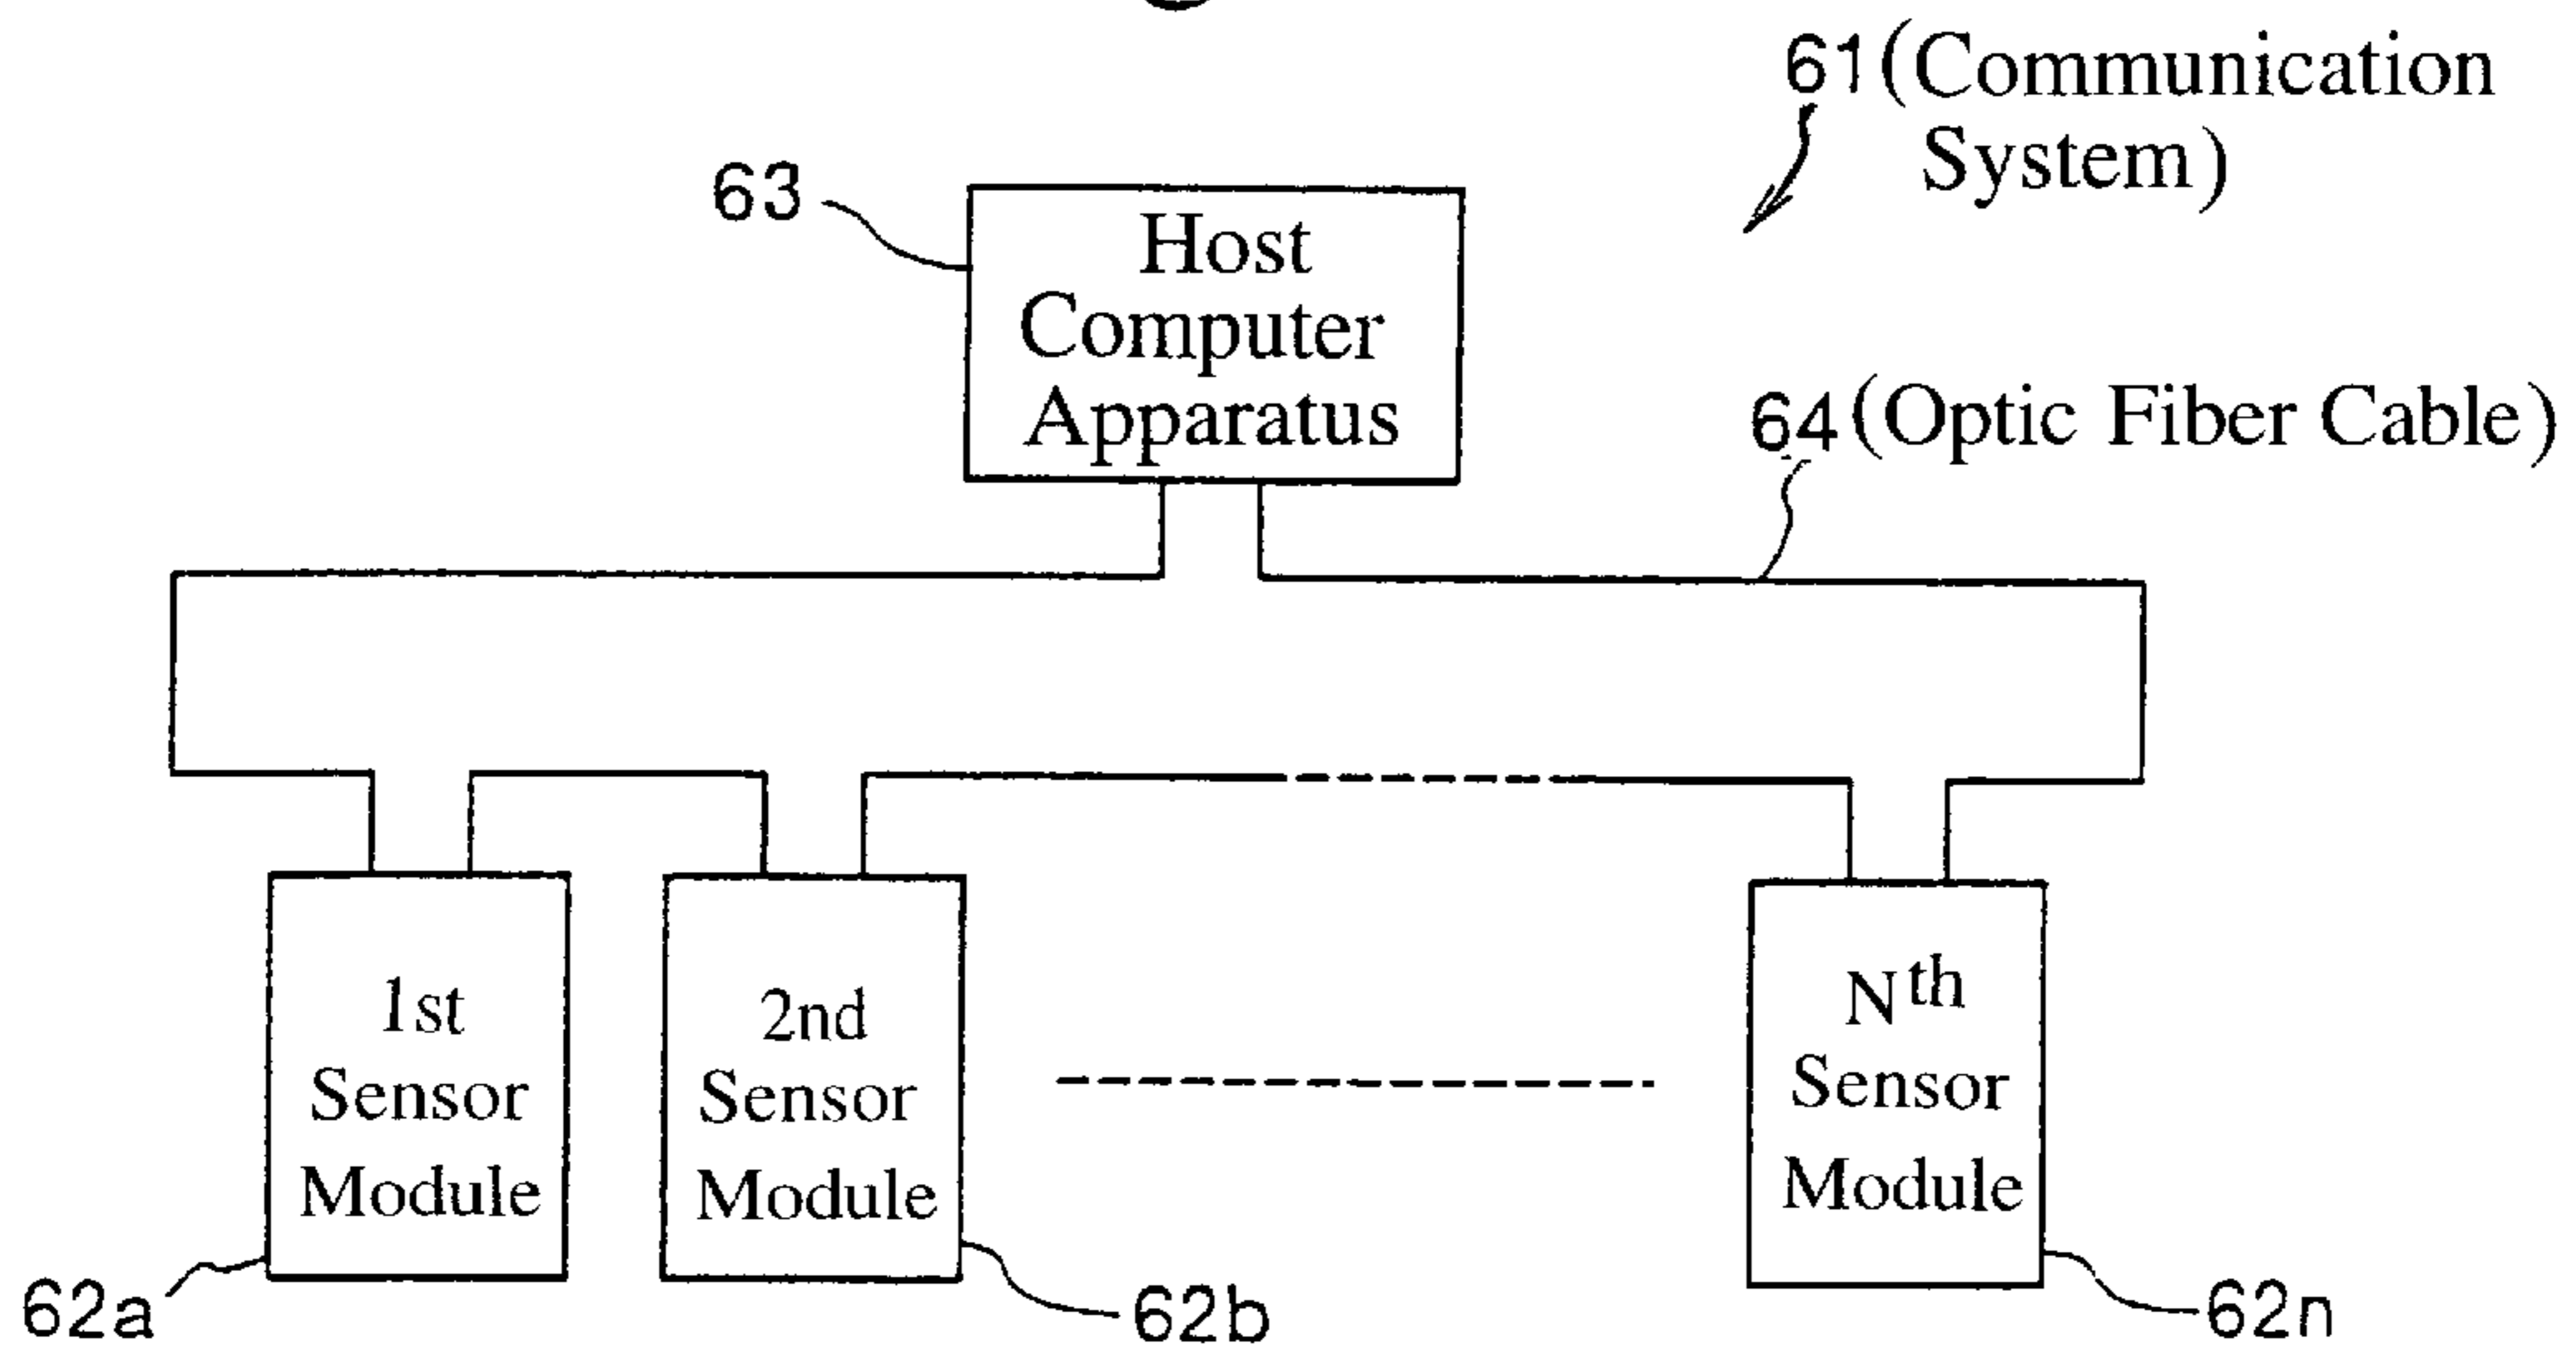 61(Communication
System)
63
Host
Computer
Apparatus
64(Optic Fiber Cable)
1st
Sensor
Module
2nd
Sensor
Module
Nth
Sensor
Module
62a
62b
62n